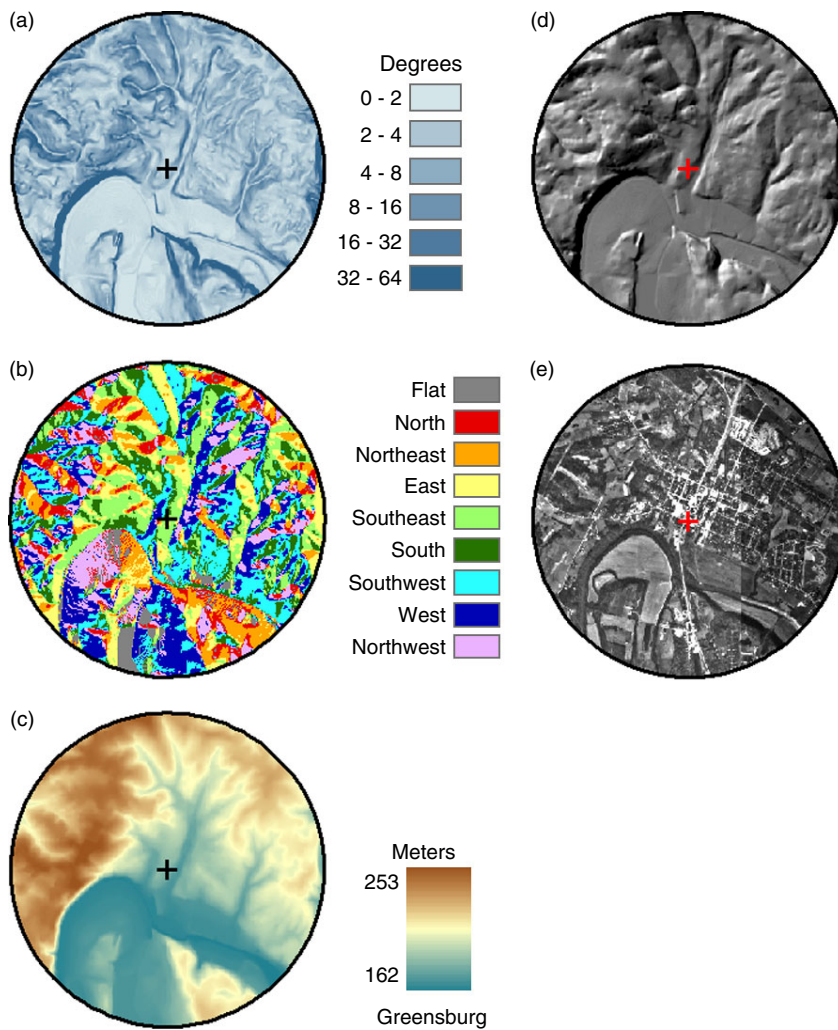 (a)
Degrees
0 - 2
2 - 4
4 - 8
8 - 16
16 - 32
32 - 64
(d)
(b)
Flat
North
Northeast
East
Southeast
South
Southwest
West
Northwest
(e)
(c)
Meters
253
162
Greensburg